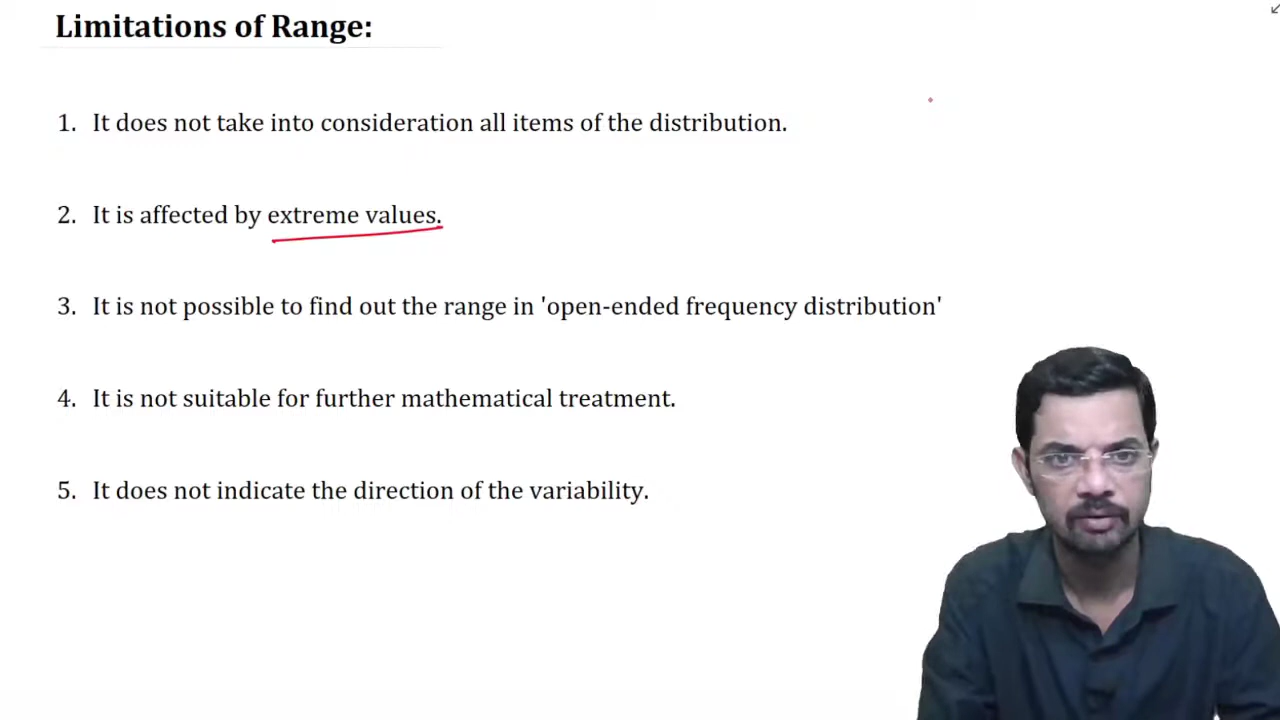 Limitations of Range:
1. It does not take into consideration all items of the distribution.
2. It is affected by extreme values.
3. It is not possible to find out the range in 'open-ended frequency distribution'
4. It is not suitable for further mathematical treatment.
5. It does not indicate the direction of the variability.